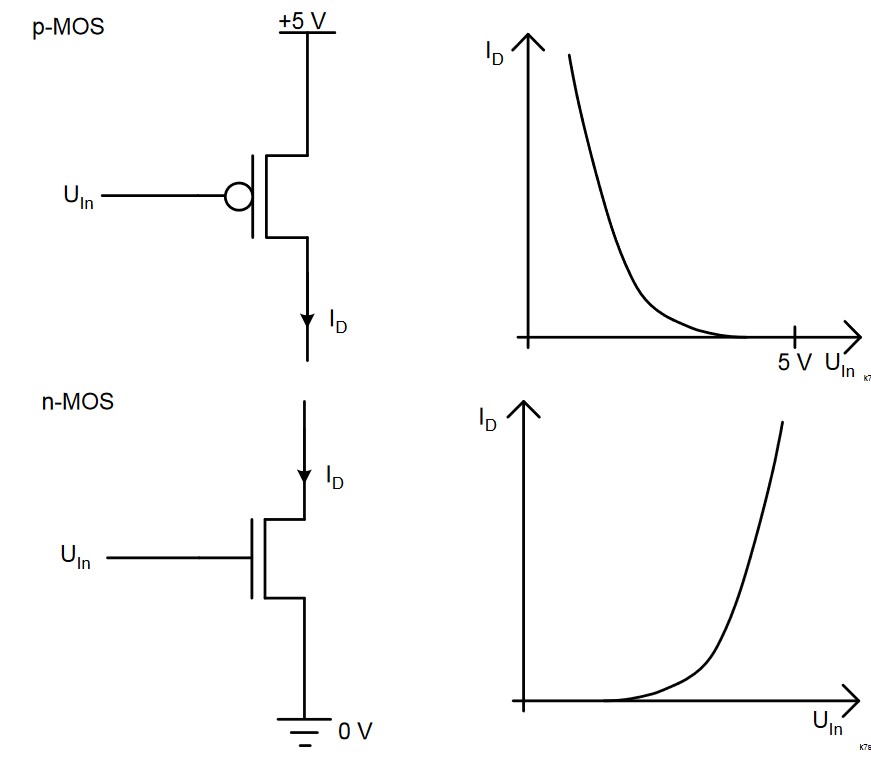 p-MOS
+5 V
U_In
I_D
I_D
5 V
U_In
n-MOS
I_D
U_In
0 V
I_D
U_In